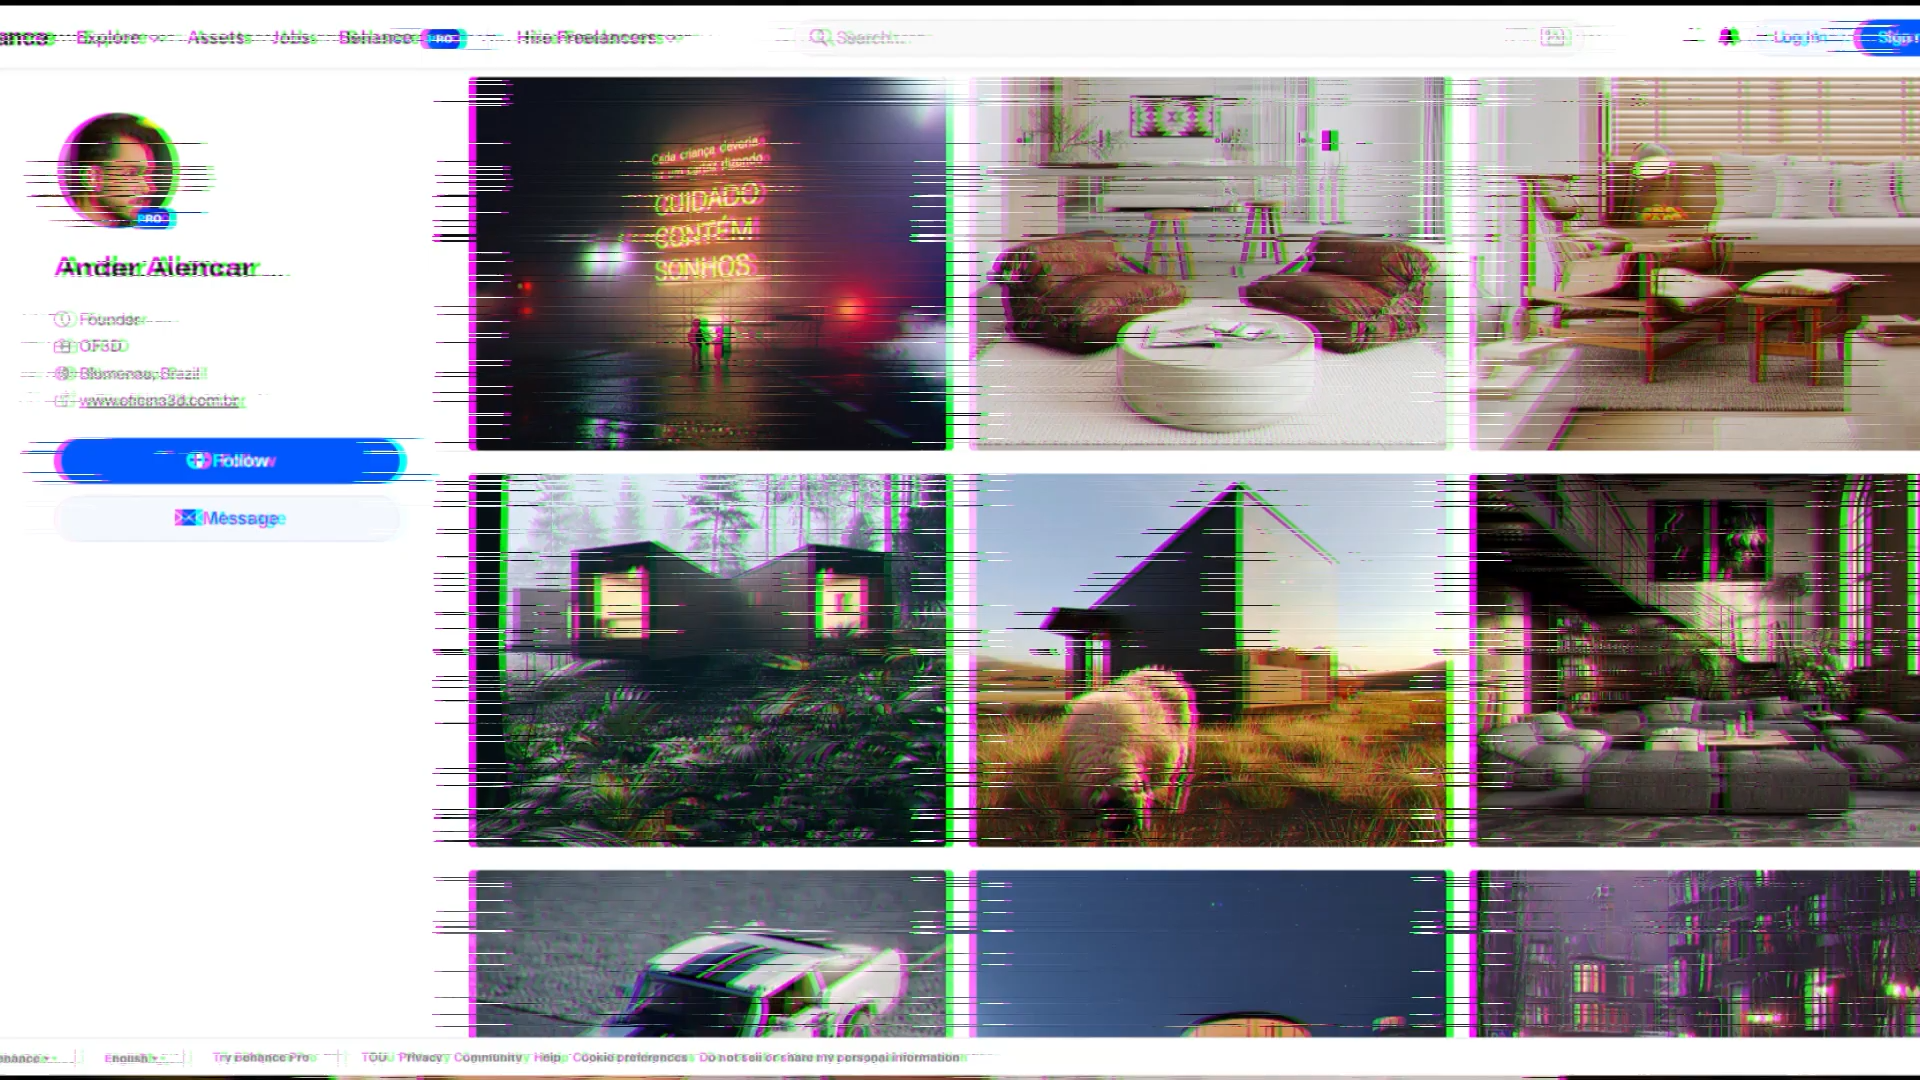 Explore
Assets
Jobs
Behance
PRO
Hire Freelancers
Search...
Log In
PRO
Ander Alencar
Founder
OF3D
Blumenau, Brazil
www.oficina3d.com.br
Follow
Message
Cada criança deveria
CUIDADO
CONTÉM
SONHOS
English
Try Behance Pro
TOU
Privacy
Community
Help
Cookie preferences
Do not sell or share my personal information